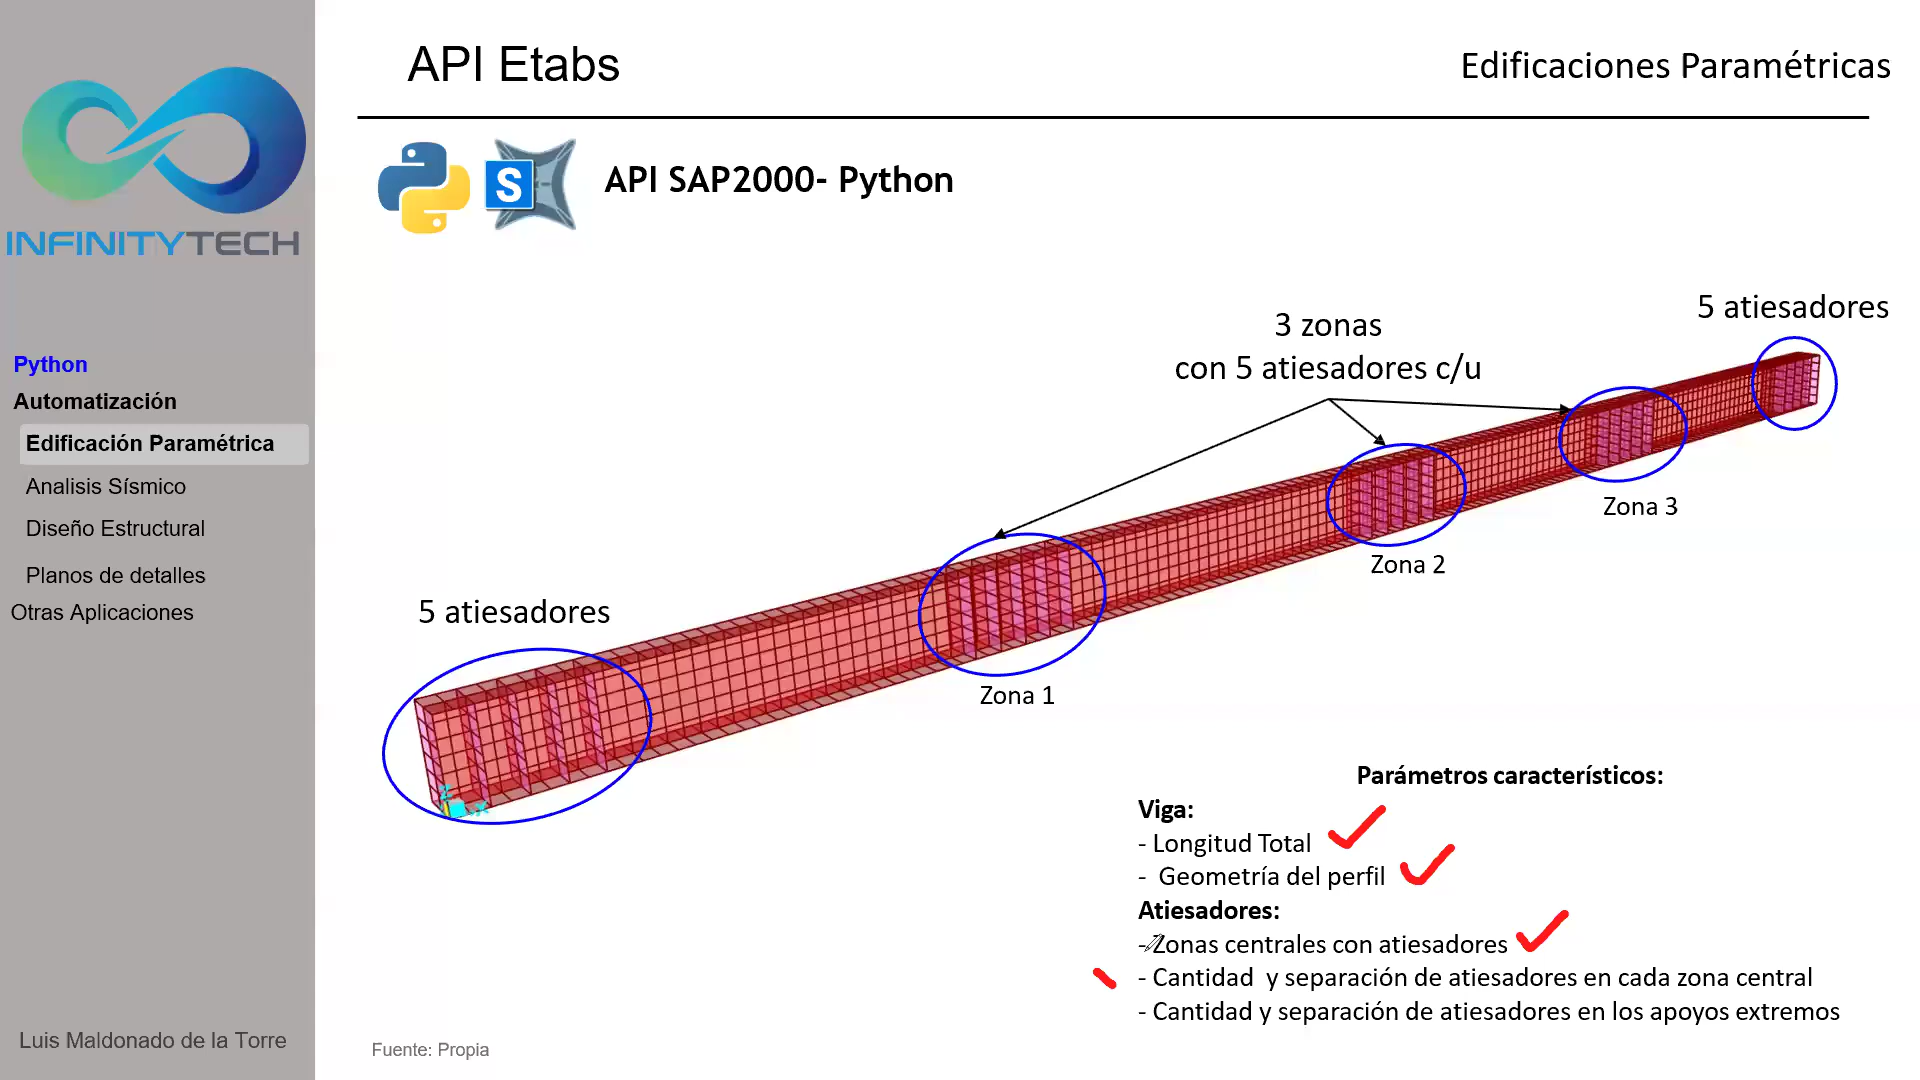 API Etabs
Edificaciones Paramétricas
INFINITYTECH
S
API SAP2000- Python
Python
Automatización
Edificación Paramétrica
Analisis Sísmico
Diseño Estructural
Planos de detalles
Otras Aplicaciones
5 atiesadores
3 zonas
con 5 atiesadores c/u
Zona 3
Zona 2
5 atiesadores
Zona 1
Z
X
Parámetros característicos:
Viga:
- Longitud Total
- Geometría del perfil
Atiesadores:
- Zonas centrales con atiesadores
- Cantidad y separación de atiesadores en cada zona central
- Cantidad y separación de atiesadores en los apoyos extremos
Luis Maldonado de la Torre
Fuente: Propia